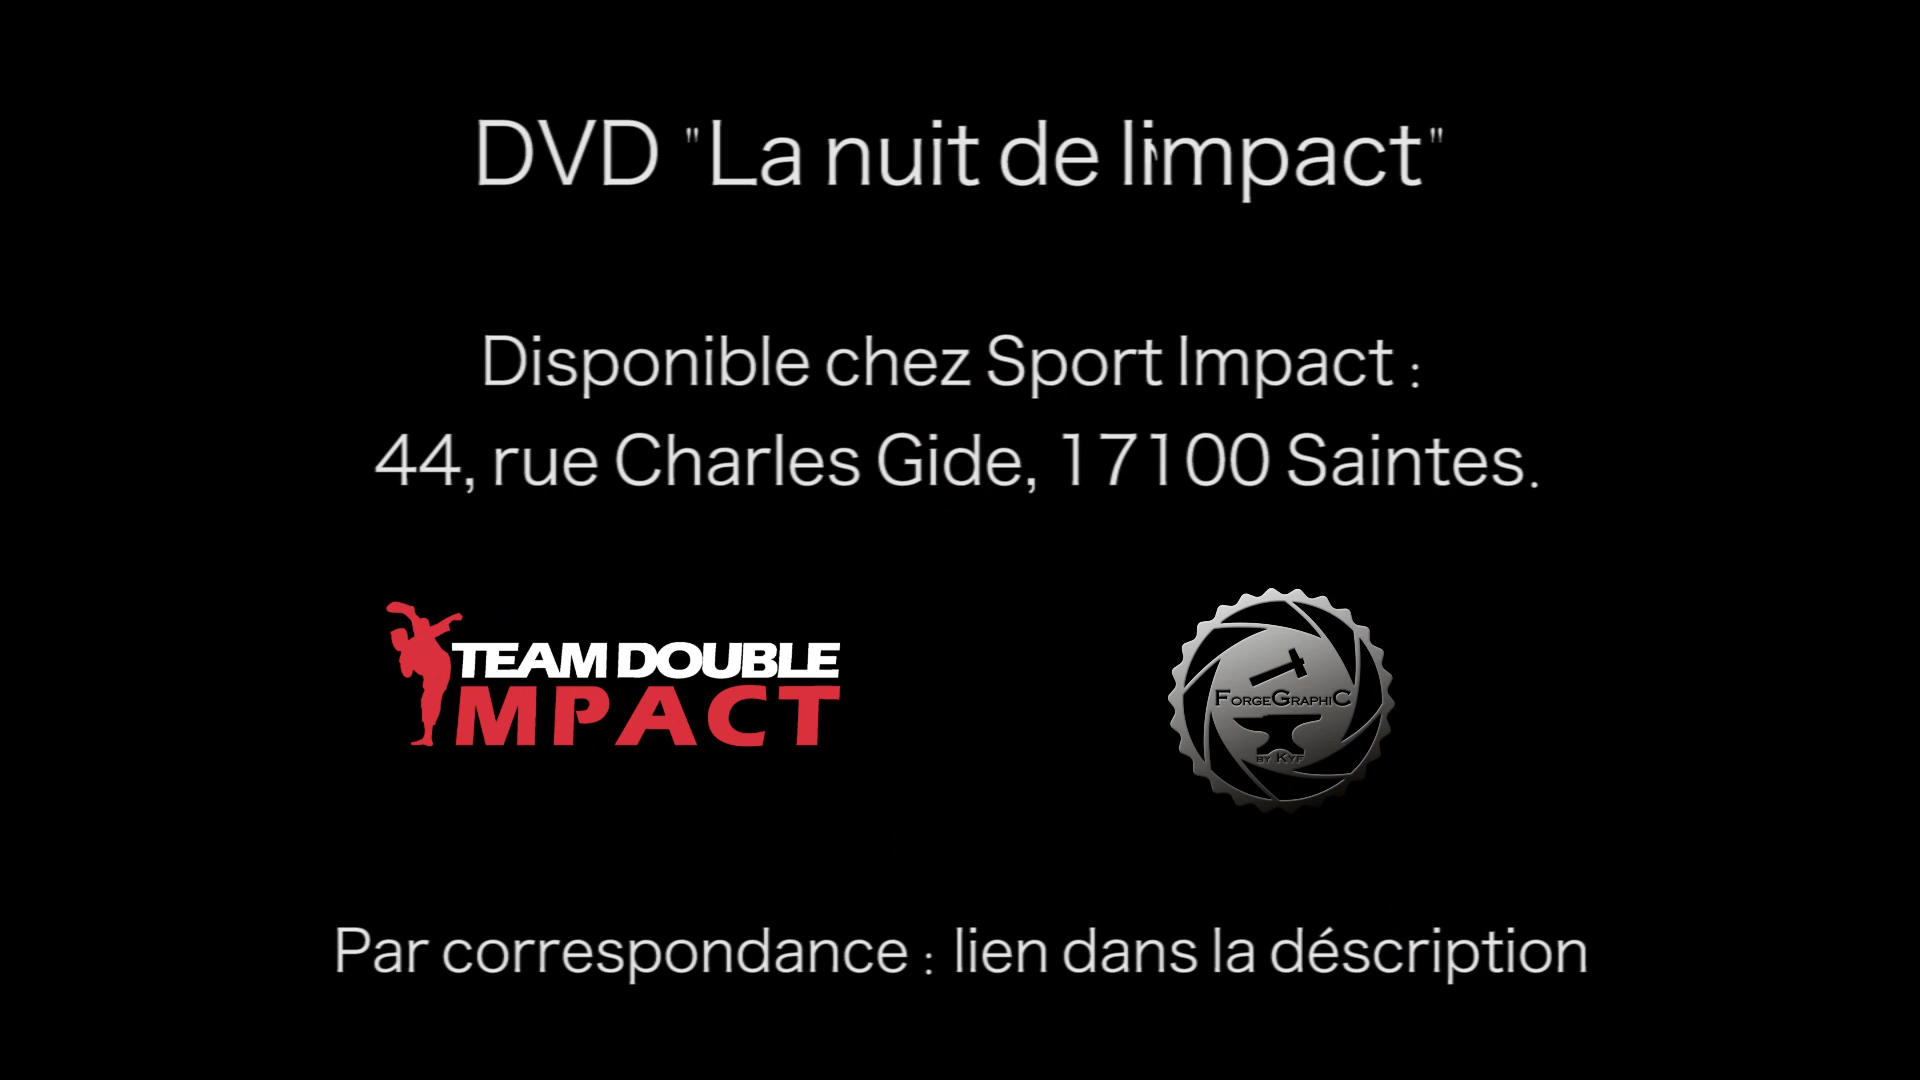 DVD "La nuit de l'impact"
Disponible chez Sport Impact :
44, rue Charles Gide, 17100 Saintes.
TEAM DOUBLE
IMPACT
FORGEGRAPHIC
BY KYF
Par correspondance : lien dans la déscription